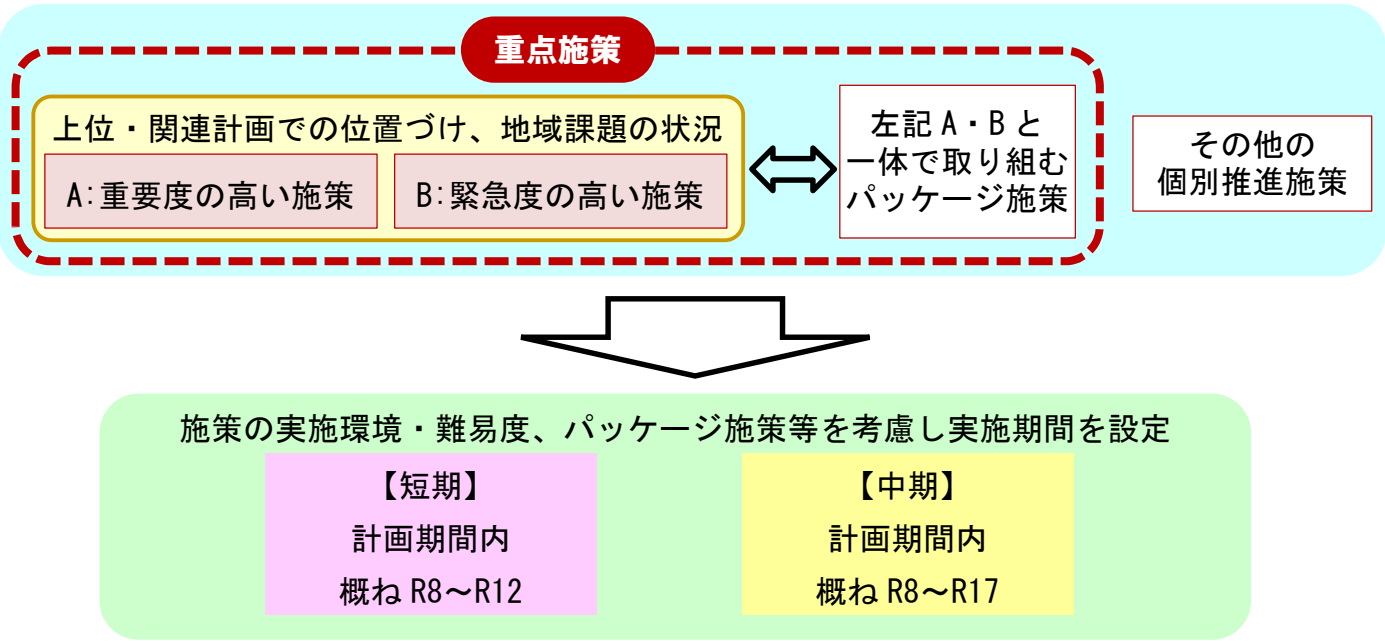 重点施策
上位・関連計画での位置づけ、地域課題の状況
A:重要度の高い施策
B:緊急度の高い施策
左記 A・B と
一体で取り組む
パッケージ施策
その他の
個別推進施策
施策の実施環境・難易度、パッケージ施策等を考慮し実施期間を設定
【短期】
計画期間内
概ね R8～R12
【中期】
計画期間内
概ね R8～R17